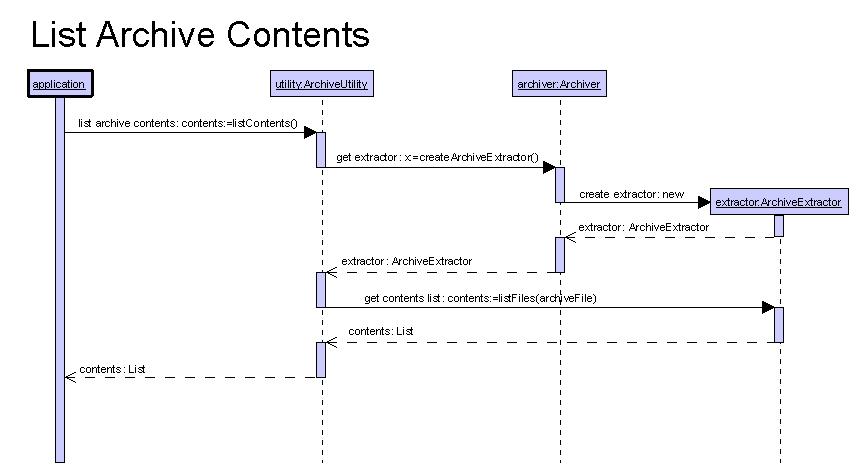 List Archive Contents
application
utility:ArchiveUtility
archiver:Archiver
list archive contents: contents:=listContents()
get extractor: x:=createArchiveExtractor()
create extractor: new
extractor:ArchiveExtractor
extractor: ArchiveExtractor
extractor: ArchiveExtractor
get contents list: contents:=listFiles(archiveFile)
contents: List
contents: List